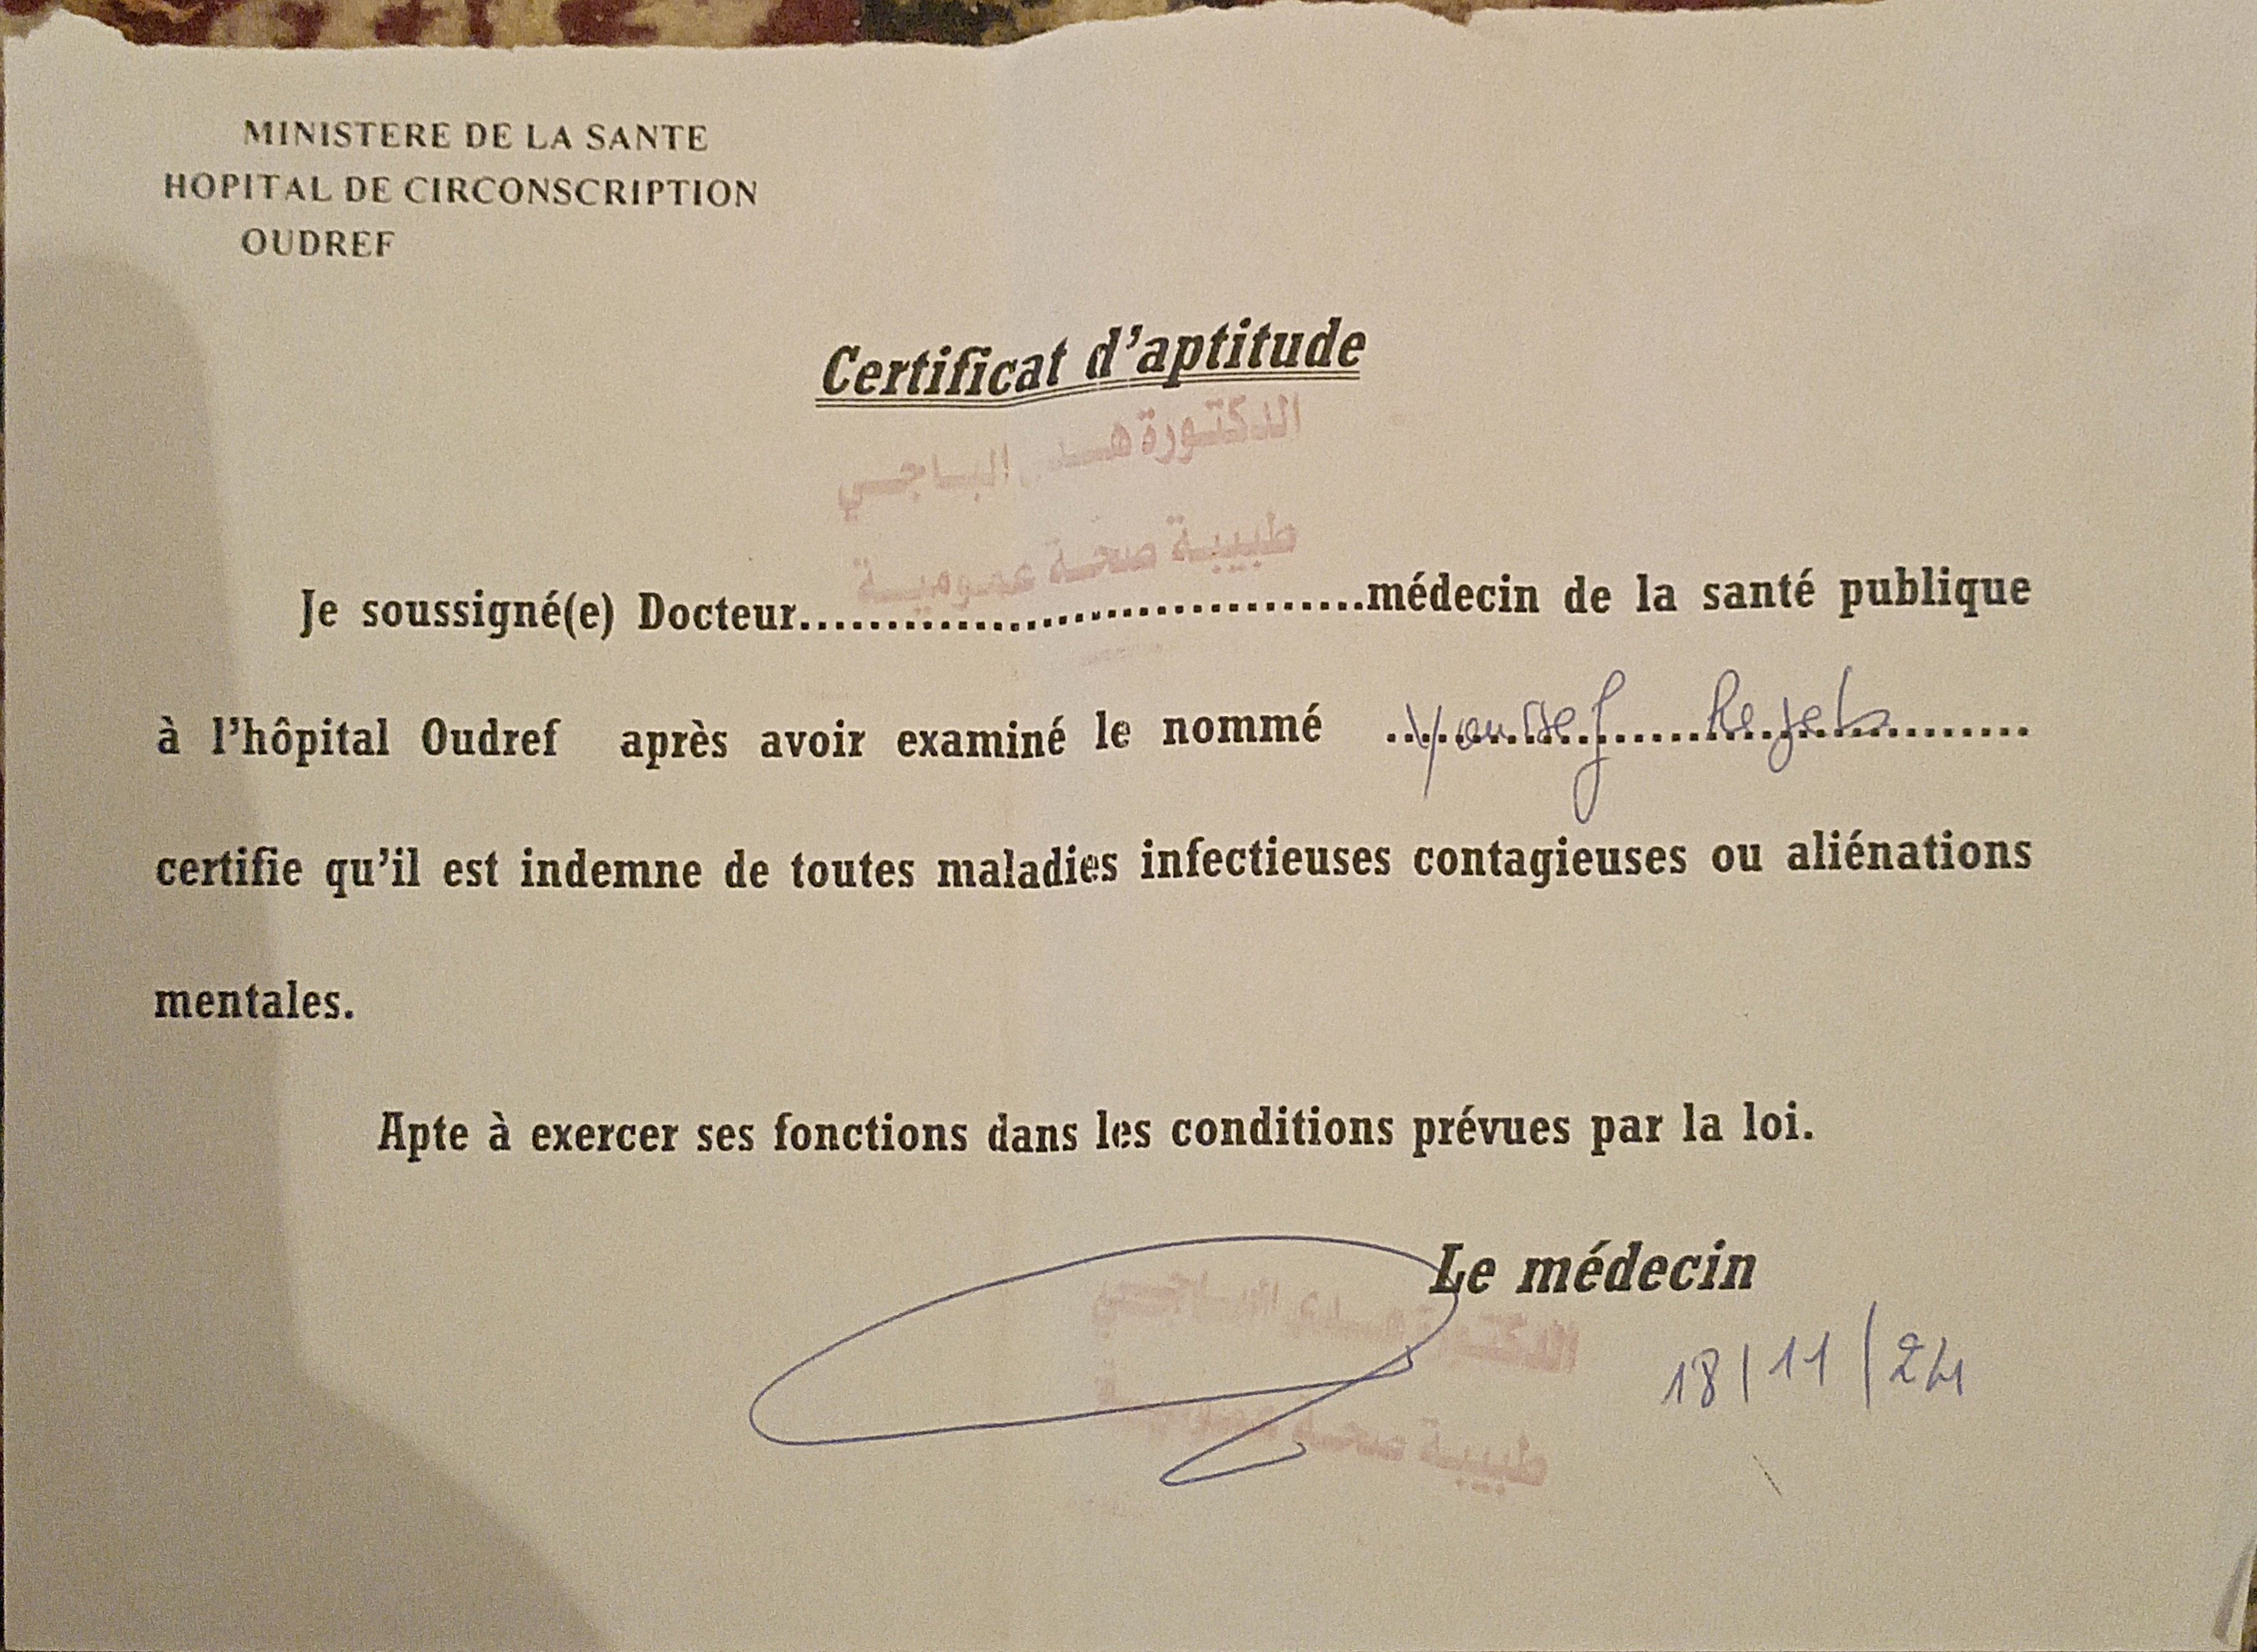 MINISTERE DE LA SANTE
HOPITAL DE CIRCONSCRIPTION
OUDREF
Certificat d'aptitude
الدكتورة الباجي
طبيبة صحة عمومية
Je soussigné(e) Docteur..................................médecin de la santé publique
à l'hôpital Oudref après avoir examiné le nommé Youssef
certifie qu'il est indemne de toutes maladies infectieuses contagieuses ou aliénations
mentales.
Apte à exercer ses fonctions dans les conditions prévues par la loi.
Le médecin
18/11/24